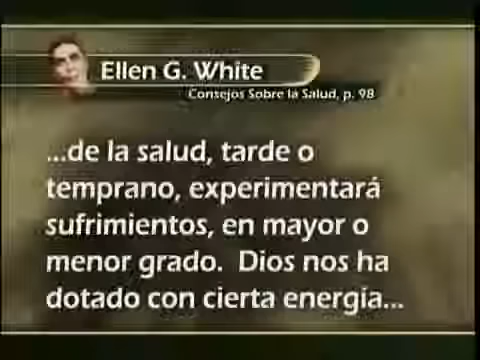 Ellen G. White
Consejos Sobre la Salud, p. 98
...de la salud, tarde o
temprano, experimentará
sufrimientos, en mayor o
menor grado. Dios nos ha
dotado con cierta energía...